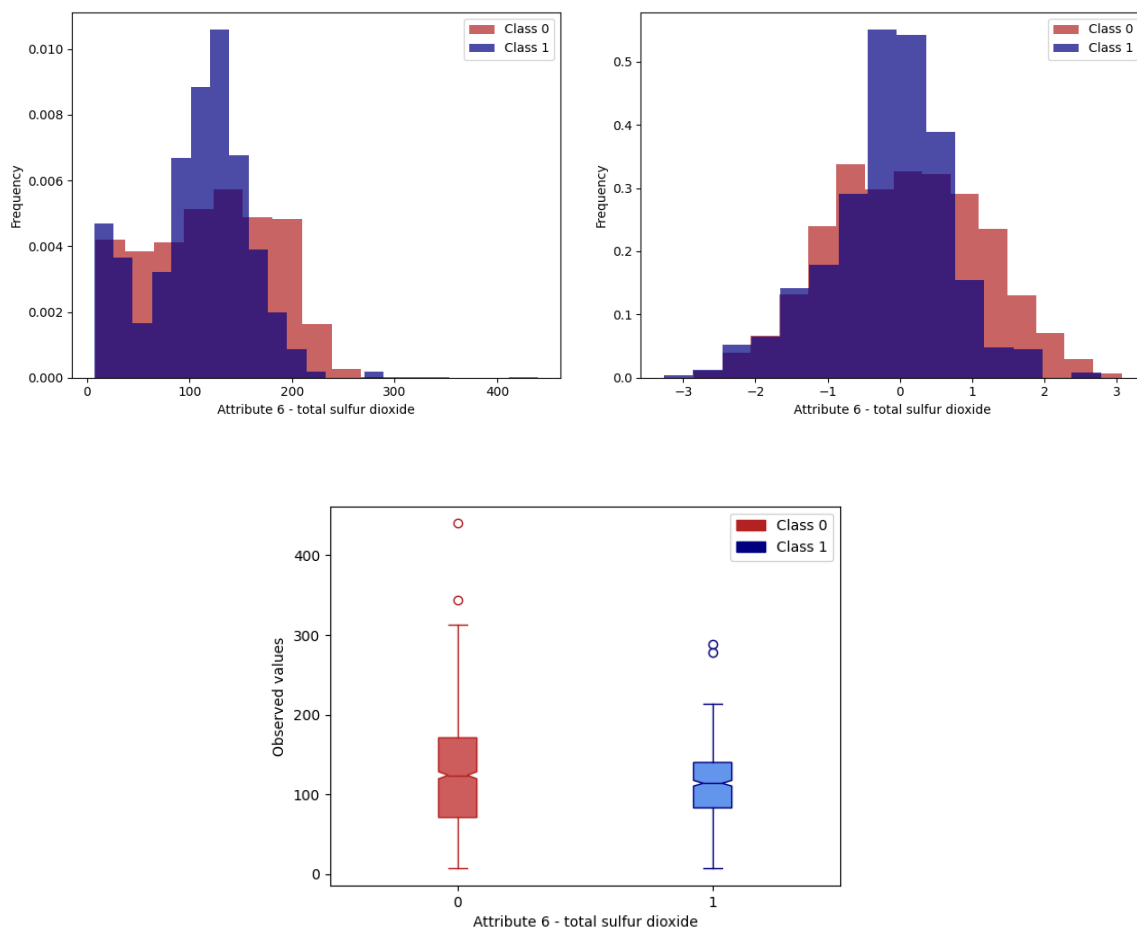 Class 0
Class 1
0.010
0.008
0.006
0.004
0.002
0.000
Frequency
0
100
200
300
400
Attribute 6 - total sulfur dioxide
Class 0
Class 1
0.5
0.4
0.3
0.2
0.1
0.0
Frequency
−3
−2
−1
0
1
2
3
Attribute 6 - total sulfur dioxide
Class 0
Class 1
400
300
200
100
0
Observed values
0
1
Attribute 6 - total sulfur dioxide